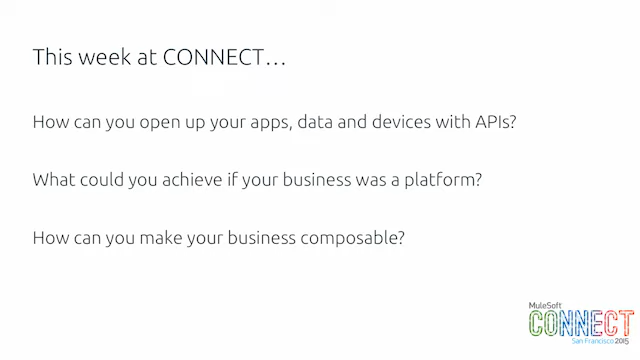 This week at CONNECT…
How can you open up your apps, data and devices with APIs?
What could you achieve if your business was a platform?
How can you make your business composable?
MuleSoft
CONNECT
San Francisco 2015